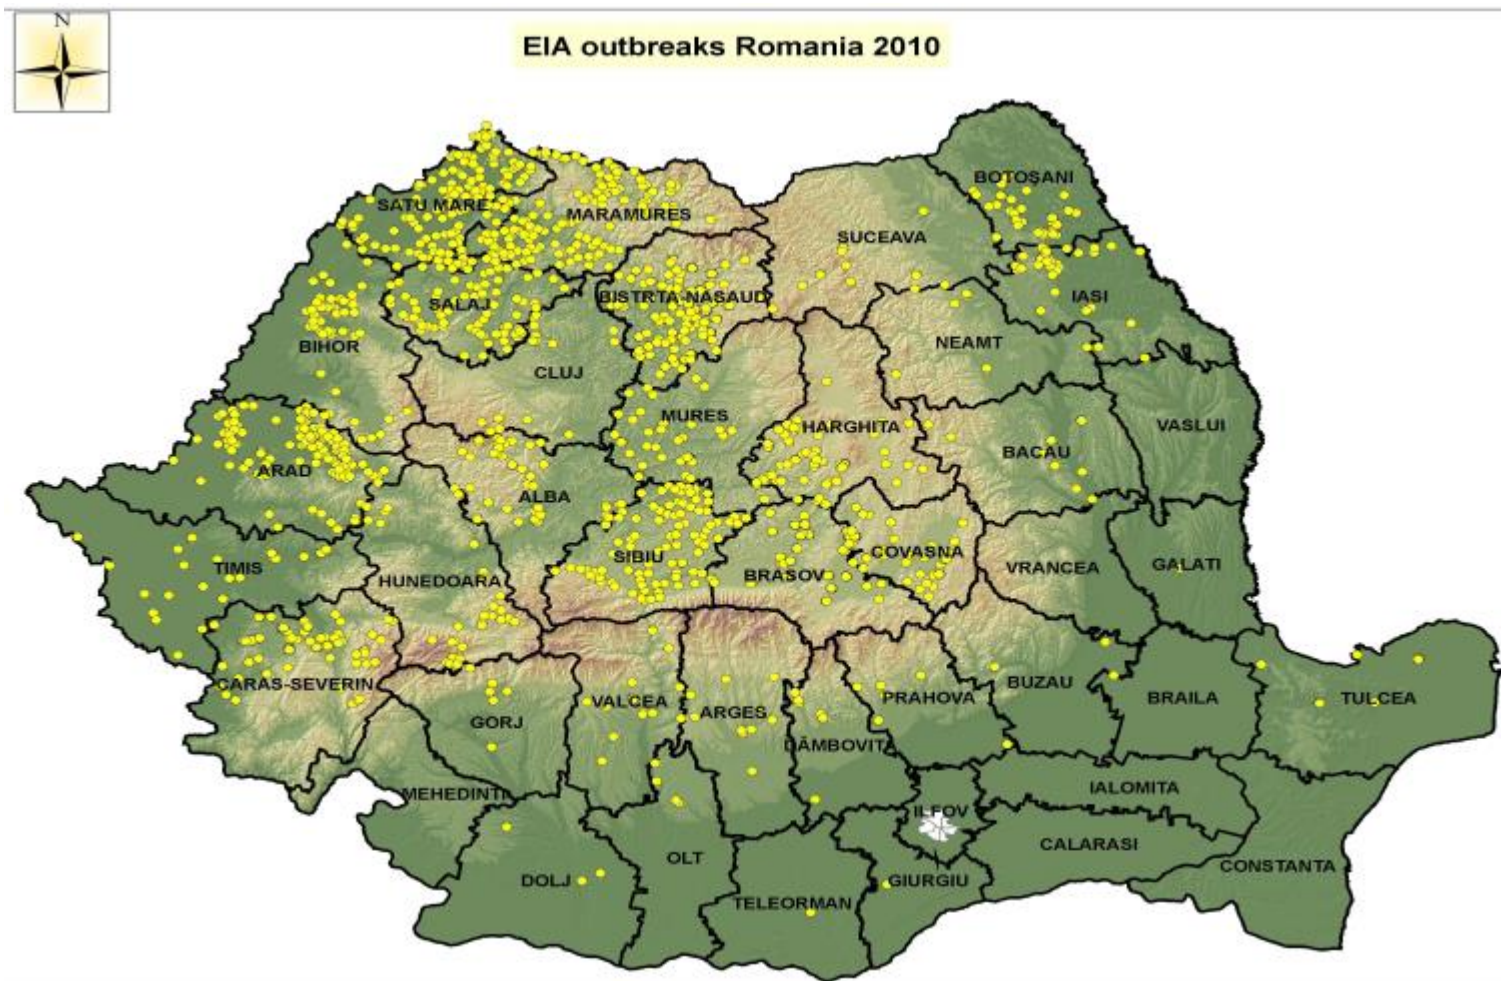 N
EIA outbreaks Romania 2010
BOTOȘANI
SATU MARE
MARAMURES
SUCEAVA
SALAJ
BISTRTA-NASAUD
IASI
BIHOR
NEAMT
CLUJ
MURES
HARGHITA
VASLUI
BACAU
ARAD
ALBA
SIBIU
COVASNA
TIMIS
HUNEDOARA
BRASOV
VRANCEA
GALATI
CARAS-SEVERIN
GORJ
VALCEA
ARGES
PRAHOVA
BUZAU
BRAILA
TULCEA
DÂMBOVITA
MEHEDINTI
ILFOV
IALOMITA
CALARASI
OLT
DOLJ
GIURGIU
CONSTANTA
TELEORMAN